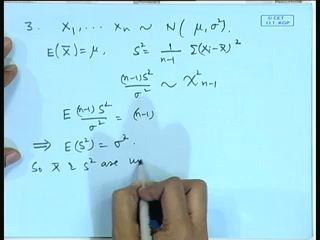 © CET
I.I.T. KGP
3. X₁, ... Xₙ ~ N( μ, σ²).
E(X̄) = μ, S² = 1/(n-1) Σ(Xᵢ-X̄)²
(n-1)S²/σ² ~ χ²ₙ₋₁
E (n-1)S²/σ² = (n-1)
⇒ E(S²) = σ².
So X̄ & S² are un